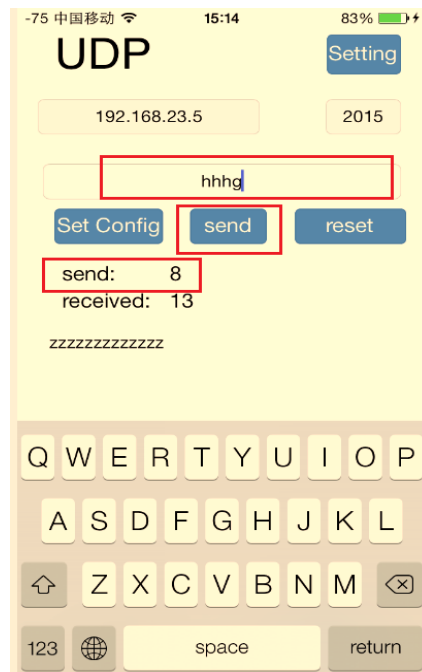 -75 中国移动 15:14 83%
UDP Setting
192.168.23.5 2015
hhhg
Set Config send reset
send: 8
received: 13
zzzzzzzzzzzzz
Q W E R T Y U I O P
A S D F G H J K L
Z X C V B N M
123 space return